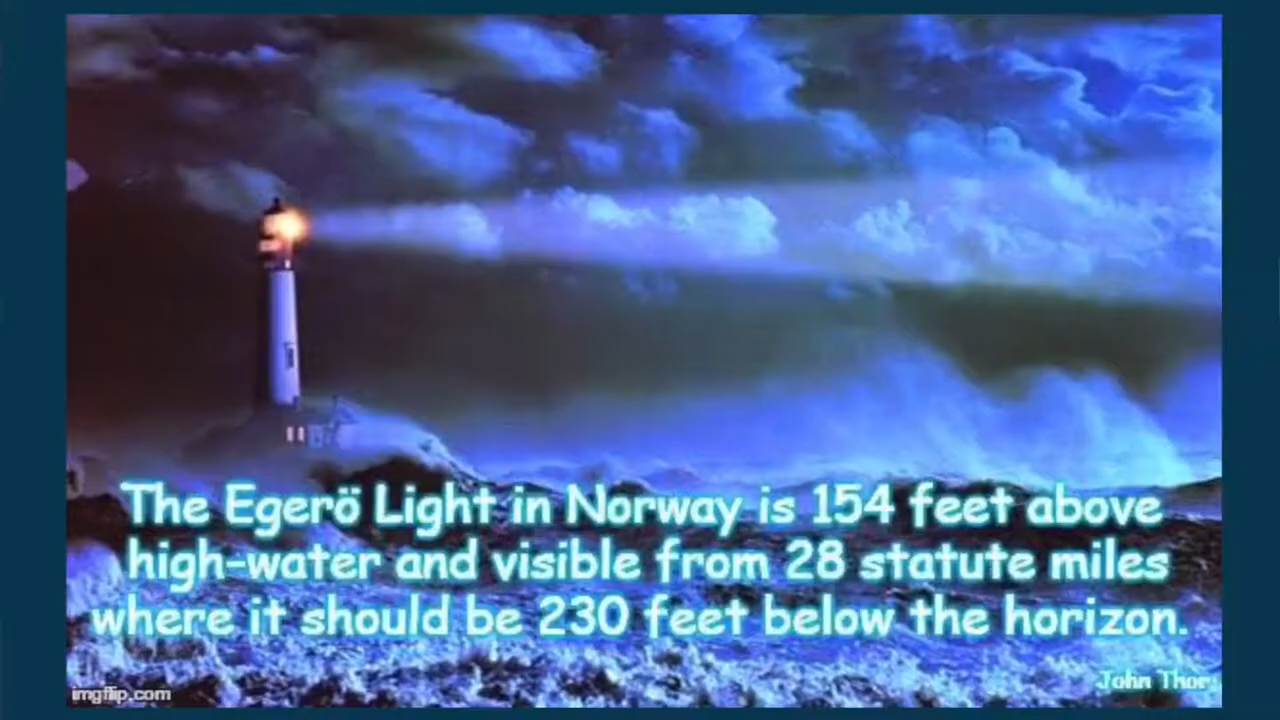 The Egerö Light in Norway is 154 feet above
high-water and visible from 28 statute miles
where it should be 230 feet below the horizon.
John Thor
imgflip.com